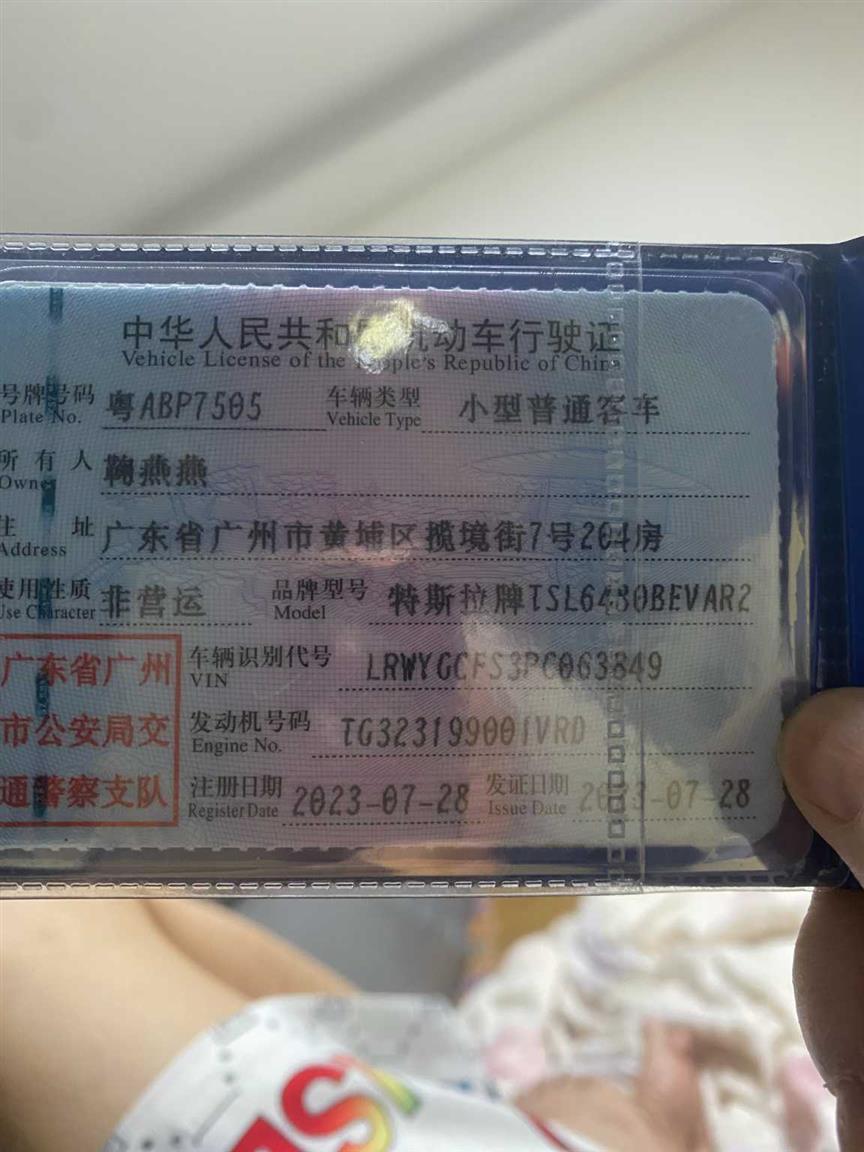 中华人民共和国机动车行驶证
Vehicle License of the People's Republic of China
号牌号码 粤ABP7505 车辆类型 小型普通客车
Plate No. Vehicle Type
所有人 鞠燕燕
Owner
住址 广东省广州市黄埔区揽境街7号204房
Address
使用性质 非营运 品牌型号 特斯拉牌TSL6480BEVAR2
Use Character Model
广东省广州 车辆识别代号 LRWYGCFS3PC063849
VIN
市公安局交 发动机号码 TG323199001VRD
Engine No.
通警察支队 注册日期 2023-07-28 发证日期 2023-07-28
Register Date Issue Date